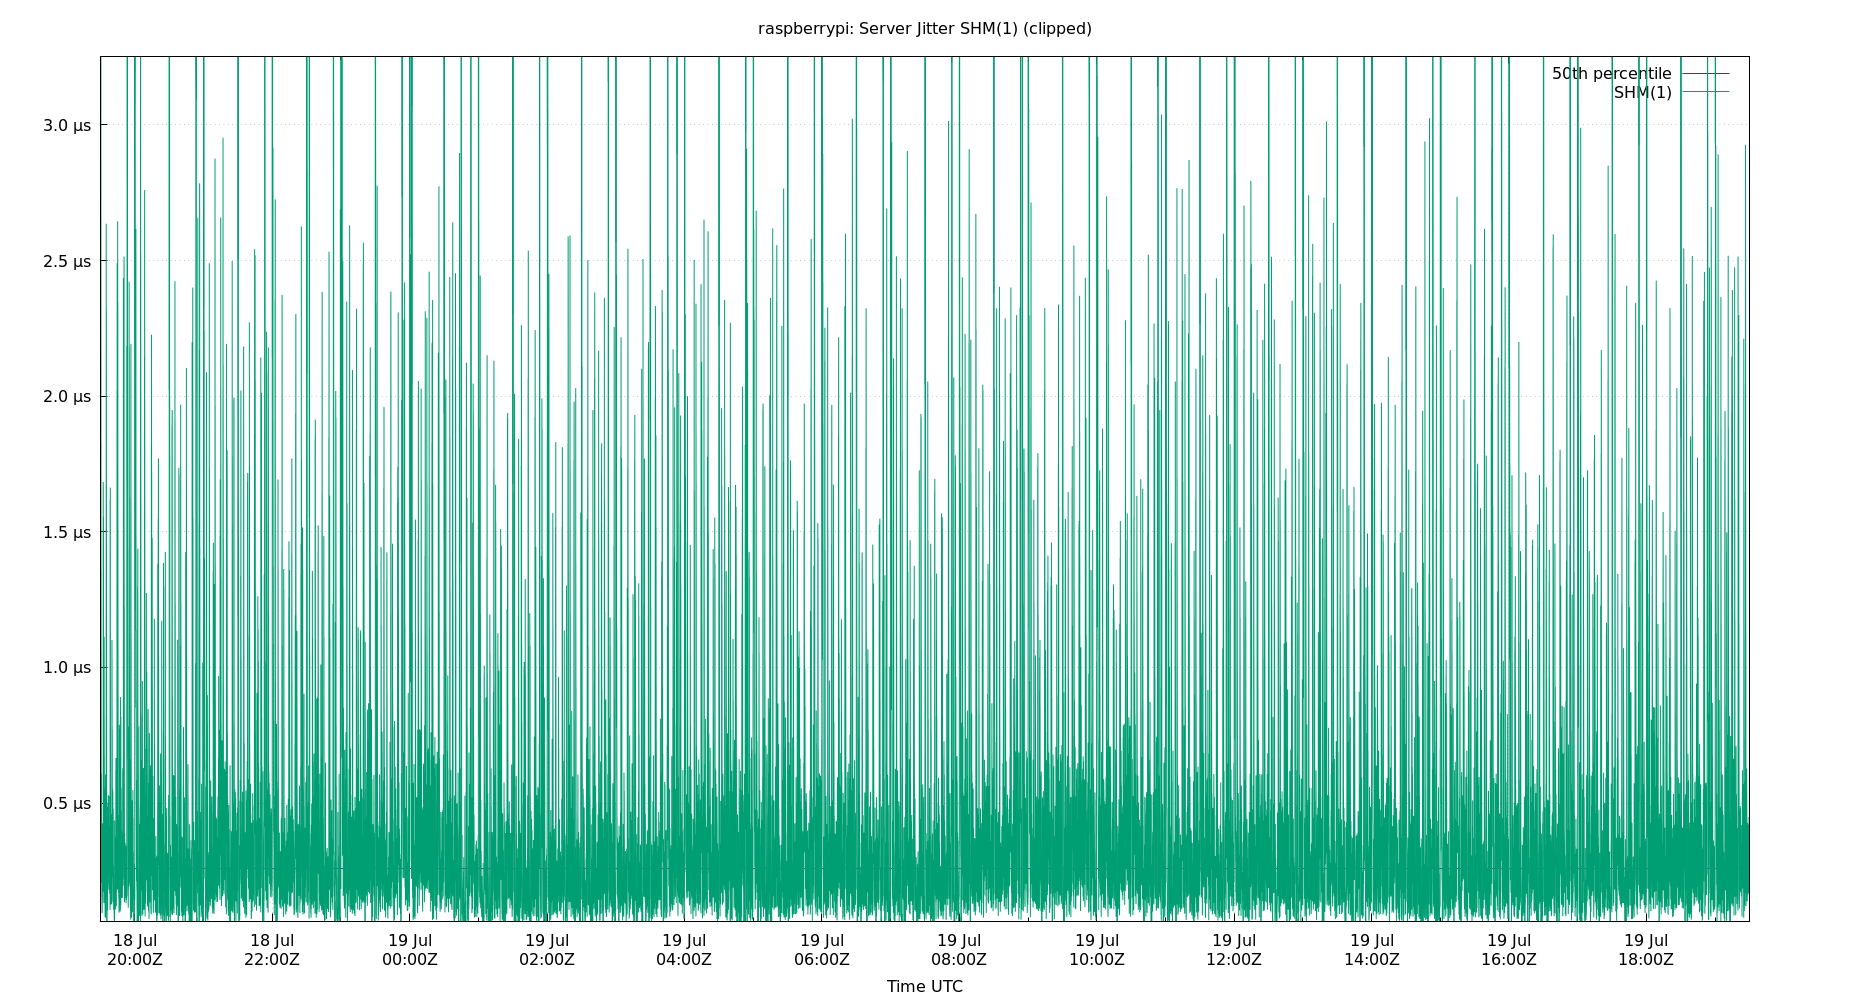 raspberrypi: Server Jitter SHM(1) (clipped)
50th percentile
SHM(1)
3.0 µs
2.5 µs
2.0 µs
1.5 µs
1.0 µs
0.5 µs
18 Jul 18 Jul 19 Jul 19 Jul 19 Jul 19 Jul 19 Jul 19 Jul 19 Jul 19 Jul 19 Jul 19 Jul
20:00Z 22:00Z 00:00Z 02:00Z 04:00Z 06:00Z 08:00Z 10:00Z 12:00Z 14:00Z 16:00Z 18:00Z
Time UTC